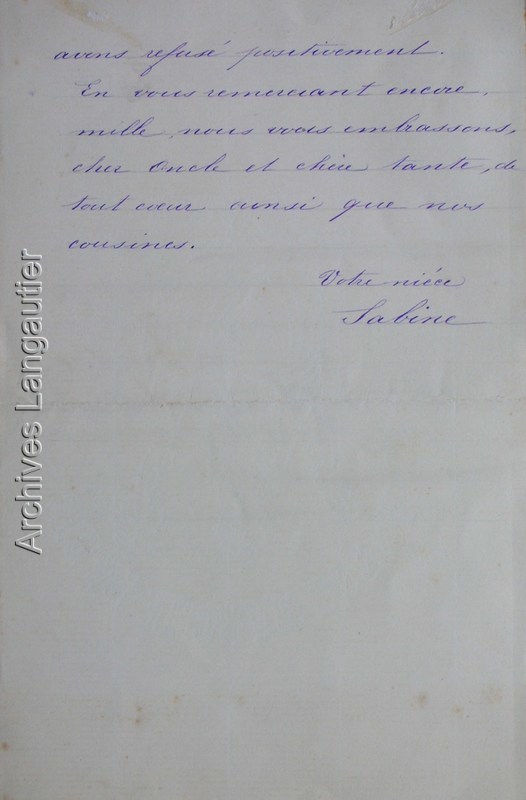 avons refusé positivement.
En vous remerciant encore,
mille, nous vous embrassons,
cher Oncle et chère tante, de
tout cœur ainsi que nos
cousines.
Votre nièce
Sabine
Archives Langautier